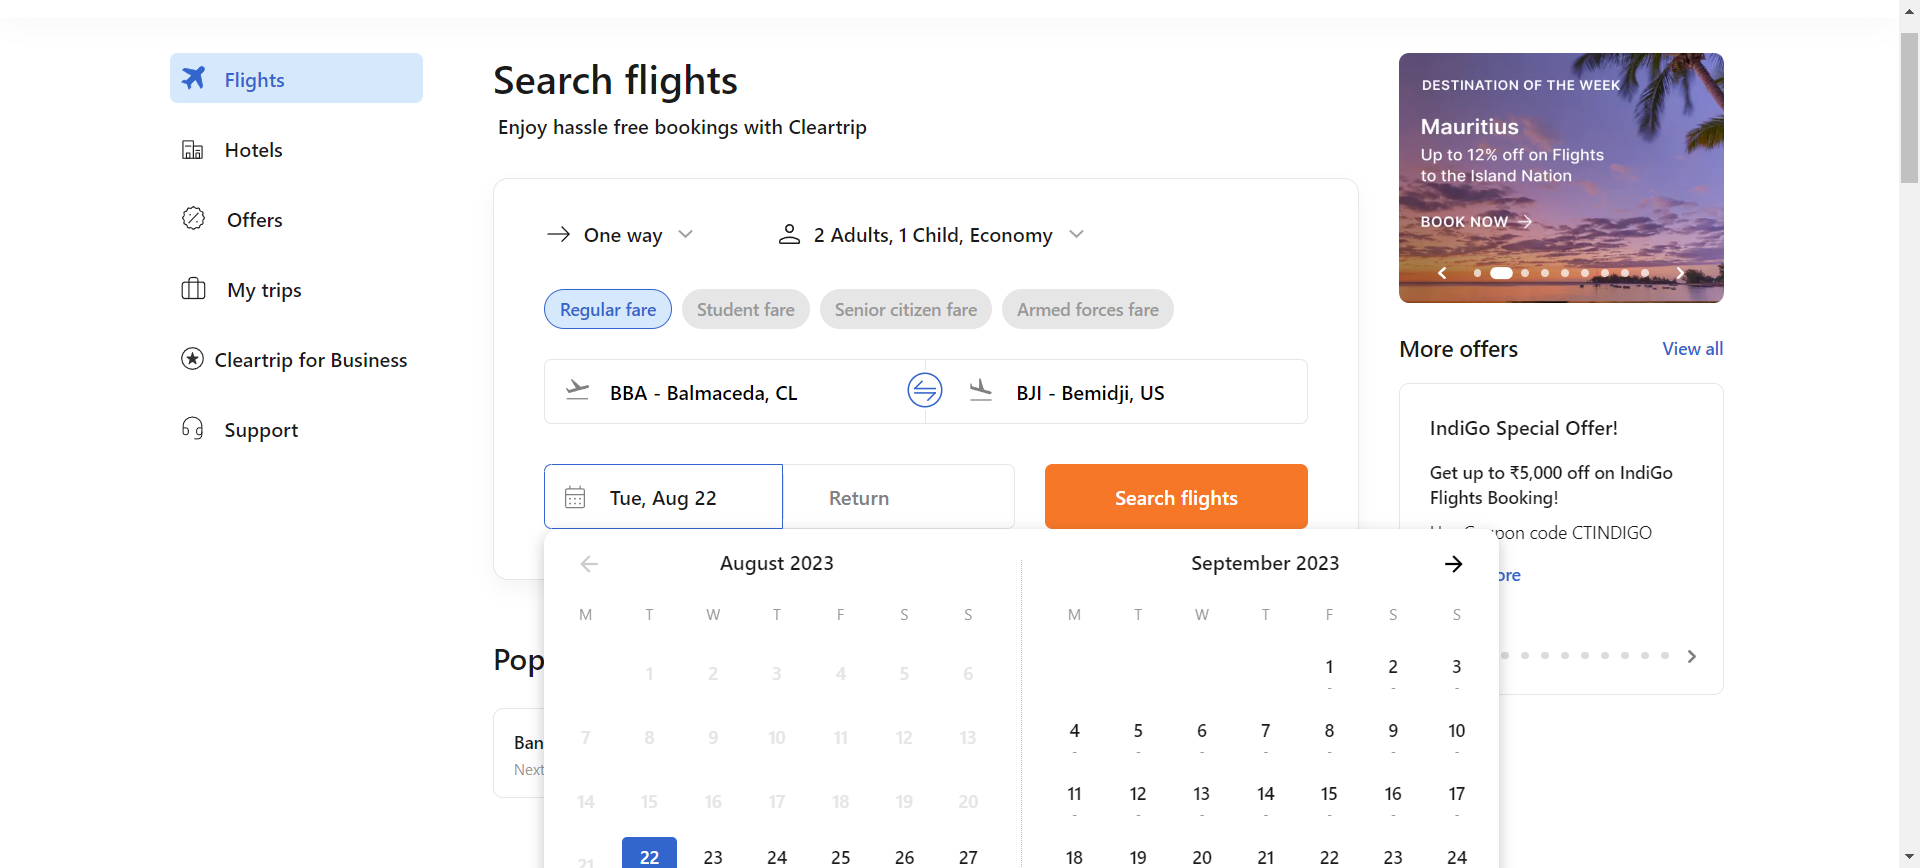 Flights
Hotels
Offers
My trips
Cleartrip for Business
Support
Search flights
Enjoy hassle free bookings with Cleartrip
One way
2 Adults, 1 Child, Economy
Regular fare
Student fare
Senior citizen fare
Armed forces fare
BBA - Balmaceda, CL
BJI - Bemidji, US
Tue, Aug 22
Return
Search flights
August 2023
M T W T F S S
1 2 3 4 5 6
7 8 9 10 11 12 13
14 15 16 17 18 19 20
21 22 23 24 25 26 27
September 2023
M T W T F S S
1 2 3
4 5 6 7 8 9 10
11 12 13 14 15 16 17
18 19 20 21 22 23 24
Pop
Ban
Next
DESTINATION OF THE WEEK
Mauritius
Up to 12% off on Flights
to the Island Nation
BOOK NOW
More offers
View all
IndiGo Special Offer!
Get up to ₹5,000 off on IndiGo
Flights Booking!
pon code CTINDIGO
ore